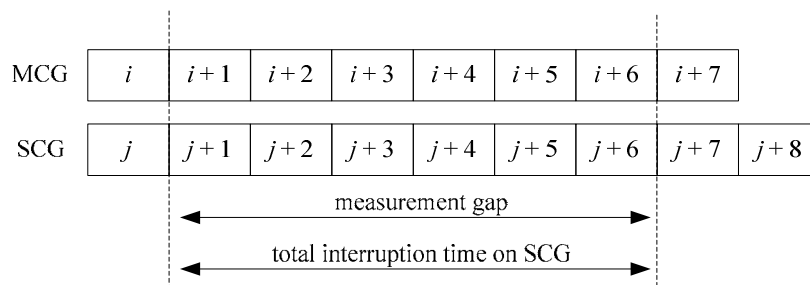 MCG i i + 1 i + 2 i + 3 i + 4 i + 5 i + 6 i + 7
SCG j j + 1 j + 2 j + 3 j + 4 j + 5 j + 6 j + 7 j + 8
measurement gap
total interruption time on SCG